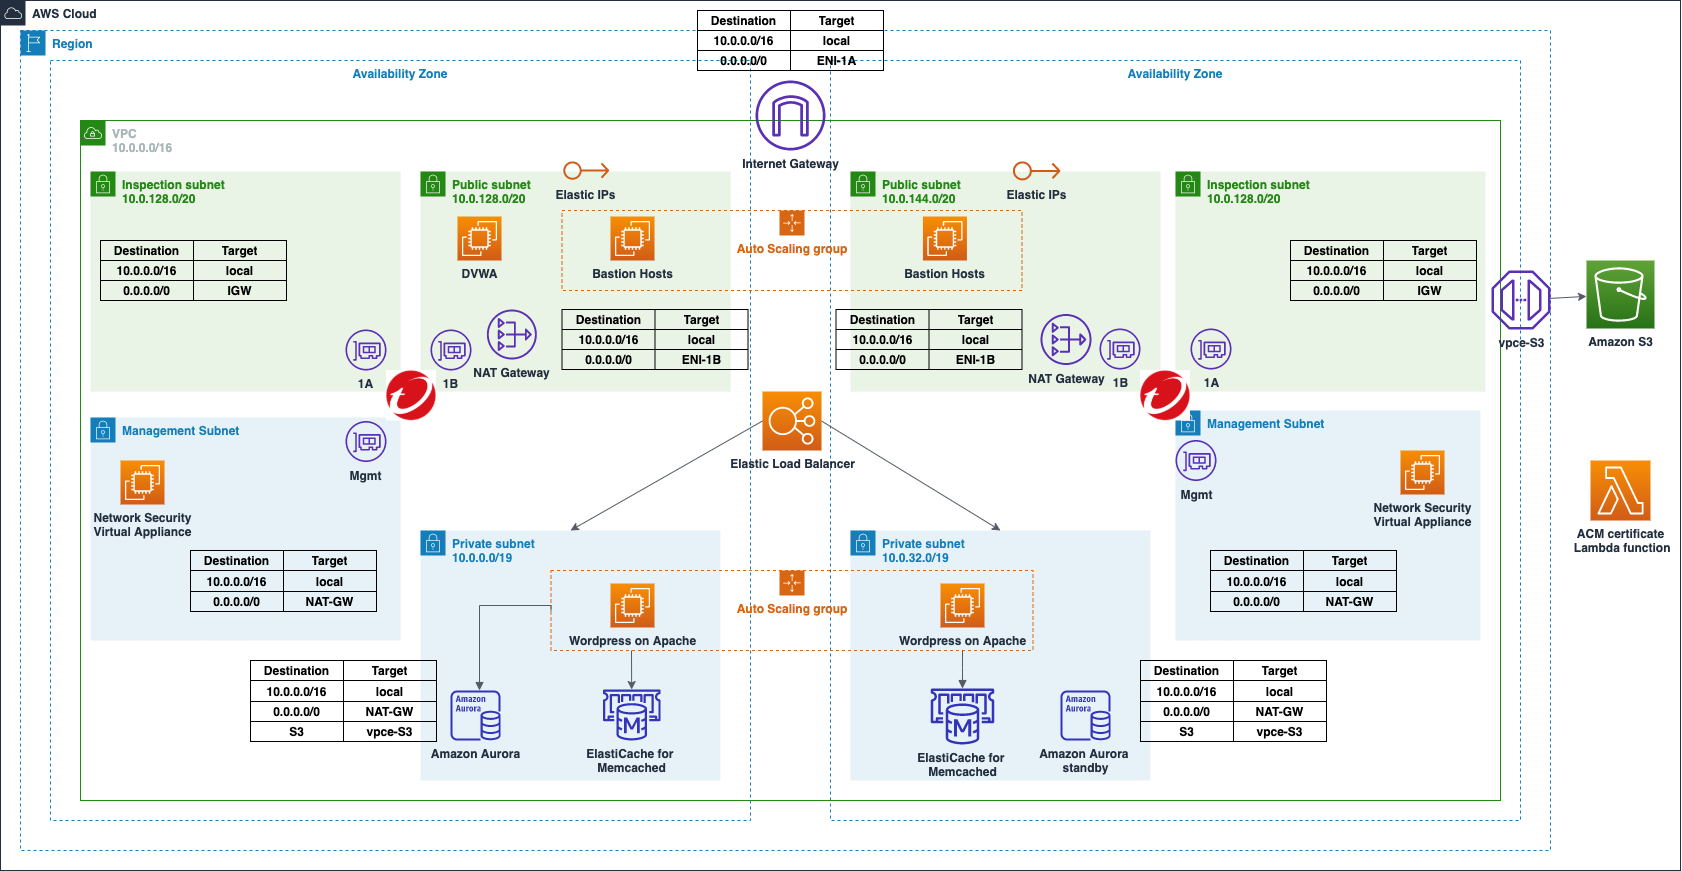 AWS Cloud
Region
Destination Target
10.0.0.0/16 local
0.0.0.0/0 ENI-1A
Availability Zone
Availability Zone
VPC
10.0.0.0/16
Internet Gateway
Inspection subnet
10.0.128.0/20
Destination Target
10.0.0.0/16 local
0.0.0.0/0 IGW
1A
Public subnet
10.0.128.0/20
Elastic IPs
DVWA
Bastion Hosts
Auto Scaling group
1B
NAT Gateway
Destination Target
10.0.0.0/16 local
0.0.0.0/0 ENI-1B
Public subnet
10.0.144.0/20
Elastic IPs
Bastion Hosts
Destination Target
10.0.0.0/16 local
0.0.0.0/0 ENI-1B
NAT Gateway
1B
Inspection subnet
10.0.128.0/20
Destination Target
10.0.0.0/16 local
0.0.0.0/0 IGW
1A
vpce-S3
Amazon S3
Management Subnet
Mgmt
Network Security
Virtual Appliance
Destination Target
10.0.0.0/16 local
0.0.0.0/0 NAT-GW
Elastic Load Balancer
Management Subnet
Mgmt
Network Security
Virtual Appliance
Destination Target
10.0.0.0/16 local
0.0.0.0/0 NAT-GW
ACM certificate
Lambda function
Private subnet
10.0.0.0/19
Wordpress on Apache
Auto Scaling group
Private subnet
10.0.32.0/19
Wordpress on Apache
Destination Target
10.0.0.0/16 local
0.0.0.0/0 NAT-GW
S3 vpce-S3
Amazon
Aurora
Amazon Aurora
M
ElastiCache for
Memcached
M
ElastiCache for
Memcached
Amazon
Aurora
Amazon Aurora
standby
Destination Target
10.0.0.0/16 local
0.0.0.0/0 NAT-GW
S3 vpce-S3